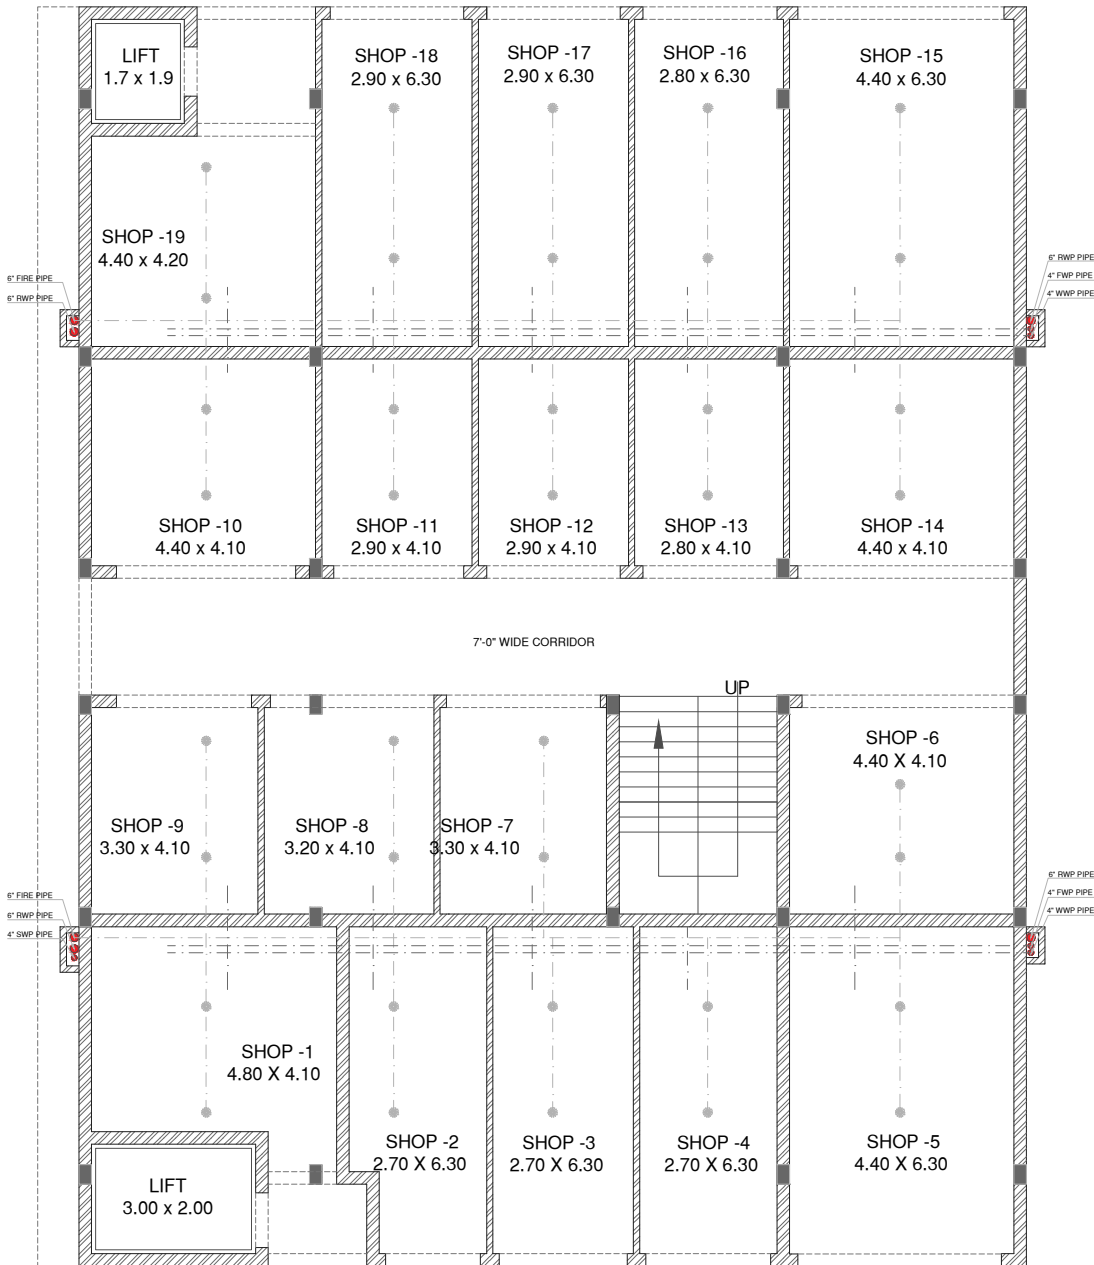 LIFT
1.7 x 1.9
SHOP -18
2.90 x 6.30
SHOP -17
2.90 x 6.30
SHOP -16
2.80 x 6.30
SHOP -15
4.40 x 6.30
SHOP -19
4.40 x 4.20
6" FIRE PIPE
6" RWP PIPE
6" RWP PIPE
4" FWP PIPE
4" WWP PIPE
SHOP -10
4.40 x 4.10
SHOP -11
2.90 x 4.10
SHOP -12
2.90 x 4.10
SHOP -13
2.80 x 4.10
SHOP -14
4.40 x 4.10
7'-0" WIDE CORRIDOR
UP
SHOP -6
4.40 X 4.10
SHOP -9
3.30 x 4.10
SHOP -8
3.20 x 4.10
SHOP -7
3.30 x 4.10
6" FIRE PIPE
6" RWP PIPE
4" SWP PIPE
6" RWP PIPE
4" FWP PIPE
4" WWP PIPE
SHOP -1
4.80 X 4.10
SHOP -2
2.70 X 6.30
SHOP -3
2.70 X 6.30
SHOP -4
2.70 X 6.30
SHOP -5
4.40 X 6.30
LIFT
3.00 x 2.00